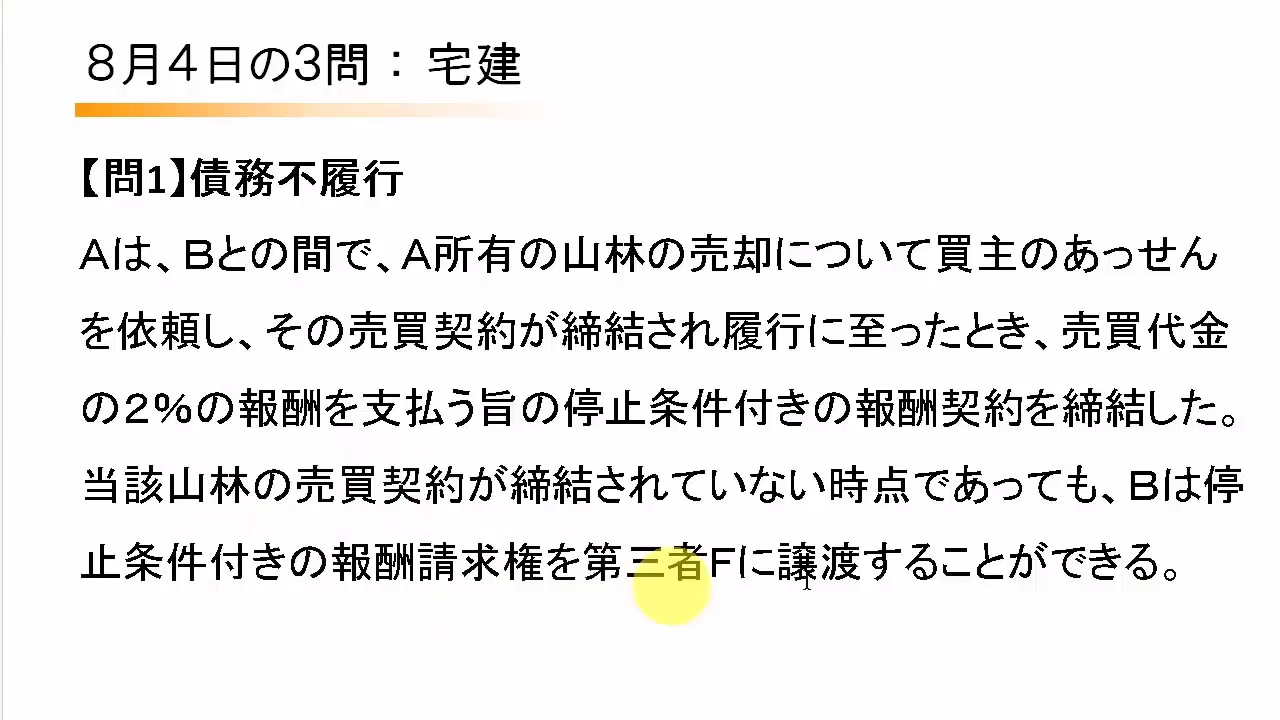 8月4日の3問：宅建
【問1】債務不履行
Aは、Bとの間で、A所有の山林の売却について買主のあっせん
を依頼し、その売買契約が締結され履行に至ったとき、売買代金
の2％の報酬を支払う旨の停止条件付きの報酬契約を締結した。
当該山林の売買契約が締結されていない時点であっても、Bは停
止条件付きの報酬請求権を第三者Fに譲渡することができる。